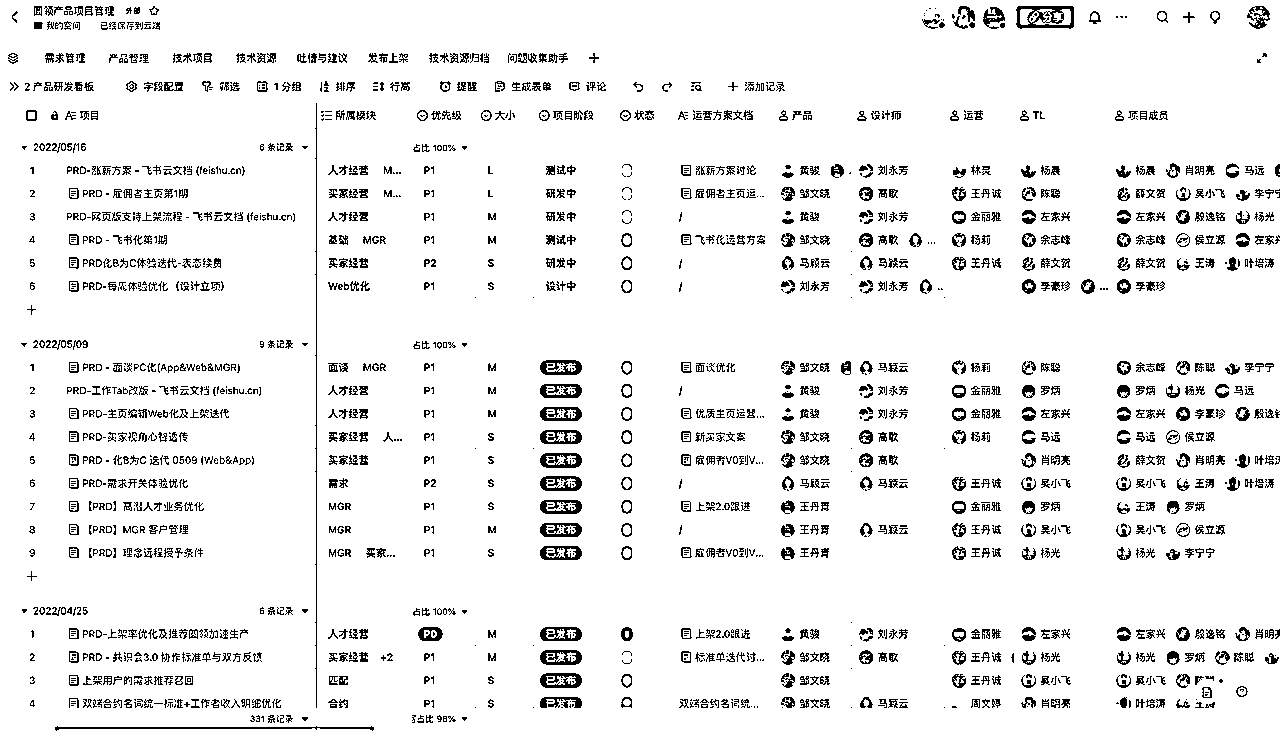 圆领产品项目管理 外部
我的空间 已经保存到云端
分享
需求管理 产品管理 技术项目 技术资源 吐槽与建议 发布上架 技术资源归档 问题收集助手
2 产品研发看板 字段配置 筛选 1 分组 排序 行高 提醒 生成表单 评论 添加记录
项目 所属模块 优先级 大小 项目阶段 状态 运营方案文档 产品 设计师 运营 TL 项目成员
2022/05/16 6 条记录 占比 100%
1 PRD-涨薪方案 - 飞书云文档 (feishu.cn) 人才经营 M... P1 L 测试中 涨薪方案讨论 黄骏 刘永芳 林灵 杨晨 杨晨 肖明亮 马远
2 PRD - 雇佣者主页第1期 买家经营 M... P1 L 研发中 雇佣者主页运... 邹文晓 高歌 王丹诚 陈聪 薛文贺 吴小飞 李宁宁
3 PRD-网页版支持上架流程 - 飞书云文档 (feishu.cn) 人才经营 P1 M 研发中 / 黄骏 刘永芳 金丽雅 左家兴 左家兴 殷逸铭 杨光
4 PRD - 飞书化第1期 基础 MGR P1 M 测试中 飞书化运营方案 邹文晓 高歌 ... 杨莉 余志峰 余志峰 侯立源 左家兴
5 PRD化B为C体验迭代-表态续费 买家经营 P2 S 研发中 / 马颖云 马颖云 王丹诚 薛文贺 薛文贺 王涛 叶培涛
6 PRD-每周体验优化（设计立项） Web优化 P1 S 设计中 / 刘永芳 刘永芳 ... 李豪珍 ... 李豪珍
2022/05/09 9 条记录 占比 100%
1 PRD - 面谈PC化(App&Web&MGR) 面谈 MGR P1 M 已发布 面谈优化 邹文晓 马颖云 杨莉 陈聪 余志峰 陈聪 李宁宁
2 PRD-工作Tab改版 - 飞书云文档 (feishu.cn) 人才经营 P1 M 已发布 / 黄骏 刘永芳 金丽雅 罗炳 罗炳 杨光 马远
3 PRD-主页编辑Web化及上架迭代 人才经营 P1 M 已发布 优质主页运营... 黄骏 刘永芳 金丽雅 左家兴 左家兴 李豪珍 殷逸铭
4 PRD-买家视角心智透传 买家经营 人... P1 S 已发布 新买家文案 邹文晓 高歌 杨莉 马远 马远 侯立源
5 PRD - 化B为C 迭代 0509 (Web&App) 买家经营 P1 S 已发布 雇佣者V0到V... 邹文晓 高歌 肖明亮 薛文贺 肖明亮 叶培涛
6 PRD-需求开关体验优化 需求 P2 S 已发布 / 马颖云 马颖云 王丹诚 吴小飞 吴小飞 王涛 叶培涛
7 【PRD】高潜人才业务优化 MGR P1 S 已发布 上架2.0跟进 王丹青 金丽雅 罗炳 王涛 罗炳
8 【PRD】MGR 客户管理 MGR P1 M 已发布 / 王丹青 马颖云 王丹诚 吴小飞 吴小飞 侯立源
9 【PRD】理念远程授予条件 MGR 买家... P1 S 已发布 雇佣者V0到V... 王丹青 王丹诚 杨光 杨光 李宁宁
2022/04/25 6 条记录 占比 100%
1 PRD-上架率优化及推荐圆领加速生产 人才经营 P0 M 已发布 上架2.0跟进 黄骏 刘永芳 金丽雅 左家兴 左家兴 殷逸铭 肖明
2 PRD - 共识会3.0 协作标准单与双方反馈 买家经营 +2 P1 M 已发布 标准单迭代讨... 邹文晓 高歌 王丹诚 杨光 杨光 罗炳 陈聪
3 上架用户的需求推荐召回 匹配 P1 S 已发布 邹文晓 王丹诚 吴小飞 吴小飞
4 双端合约名词统一标准+工作者收入明细优化 合约 P1 S 已发布 双端合约名词统... 邹文晓 马颖云 周文婷 肖明亮 杨光
331 条记录 占比 98%